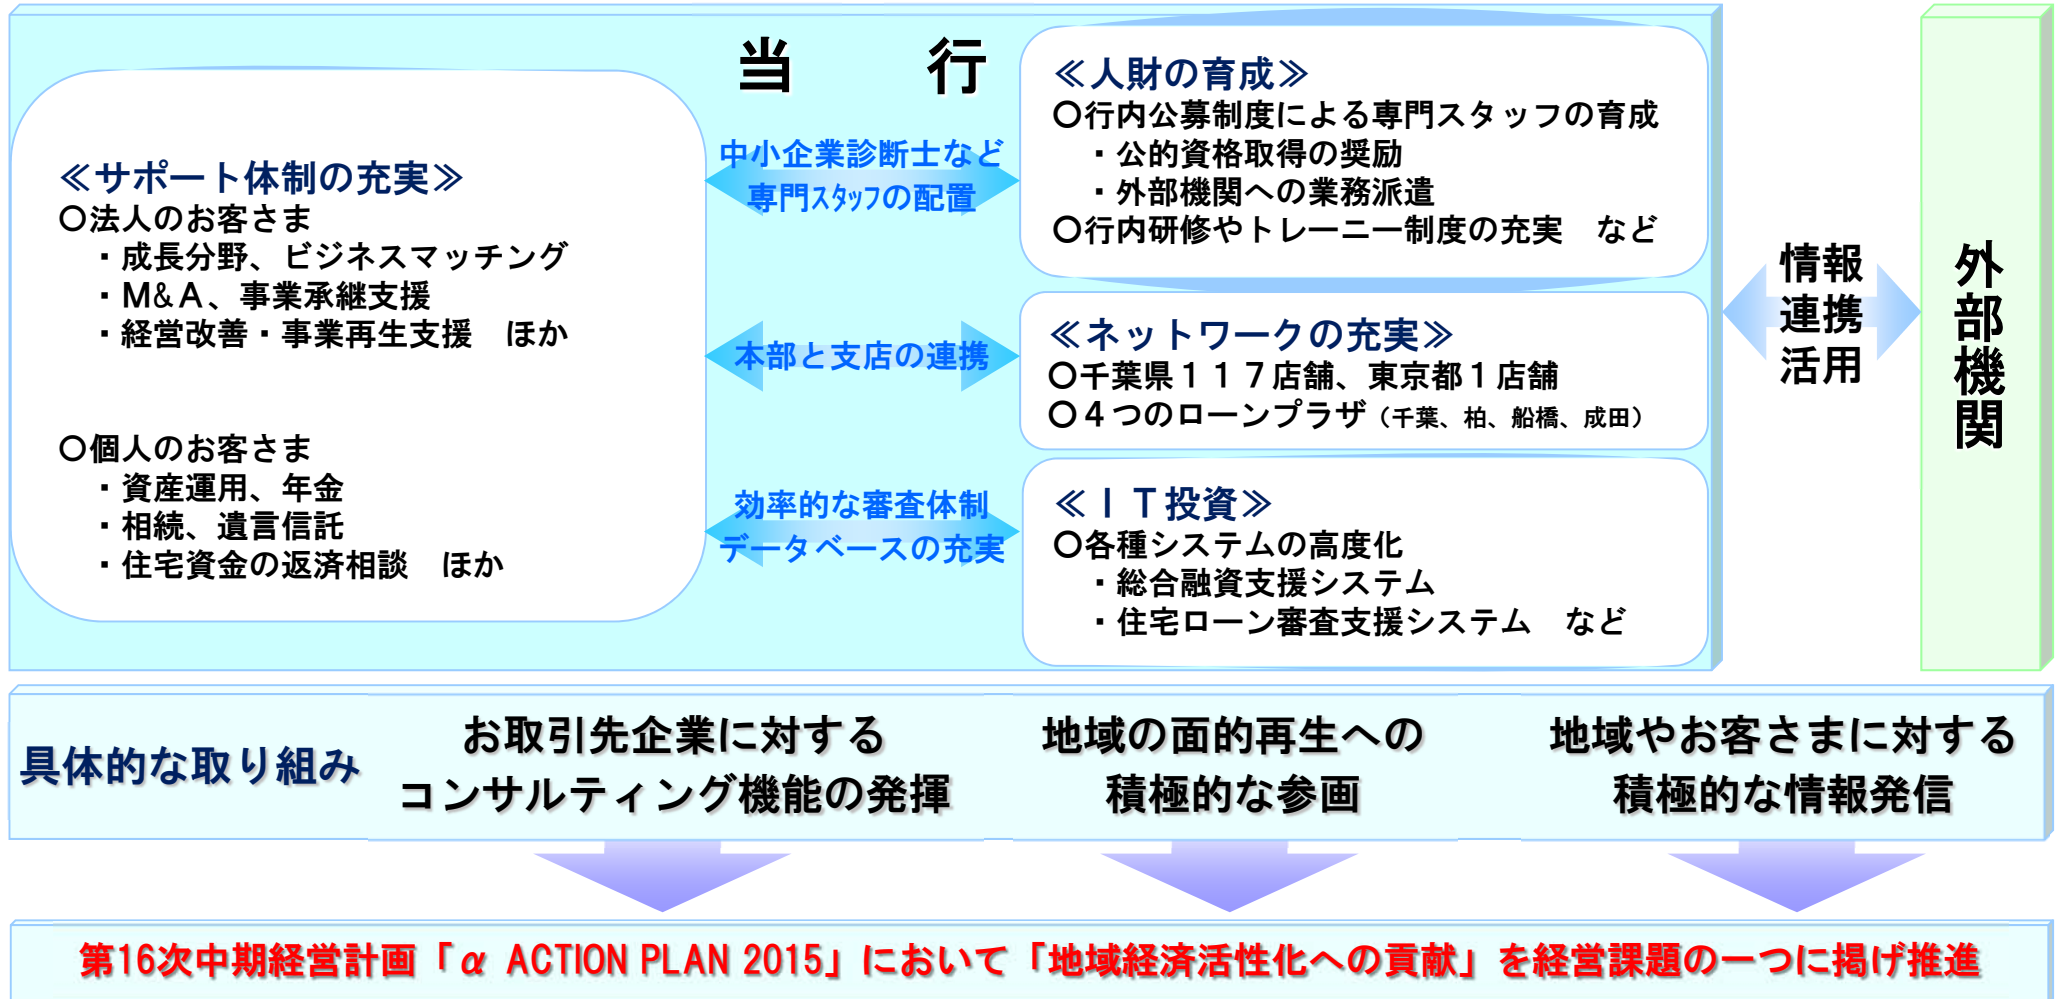 当　行
≪サポート体制の充実≫
〇法人のお客さま
・成長分野、ビジネスマッチング
・M&A、事業承継支援
・経営改善・事業再生支援　ほか
〇個人のお客さま
・資産運用、年金
・相続、遺言信託
・住宅資金の返済相談　ほか
中小企業診断士など
専門ｽﾀｯﾌの配置
本部と支店の連携
効率的な審査体制
データベースの充実
≪人財の育成≫
〇行内公募制度による専門スタッフの育成
・公的資格取得の奨励
・外部機関への業務派遣
〇行内研修やトレーニー制度の充実　など
≪ネットワークの充実≫
〇千葉県１１７店舗、東京都１店舗
〇４つのローンプラザ（千葉、柏、船橋、成田）
≪ＩＴ投資≫
〇各種システムの高度化
・総合融資支援システム
・住宅ローン審査支援システム　など
情報
連携
活用
外部機関
具体的な取り組み
お取引先企業に対する
コンサルティング機能の発揮
地域の面的再生への
積極的な参画
地域やお客さまに対する
積極的な情報発信
第16次中期経営計画「α ACTION PLAN 2015」において「地域経済活性化への貢献」を経営課題の一つに掲げ推進